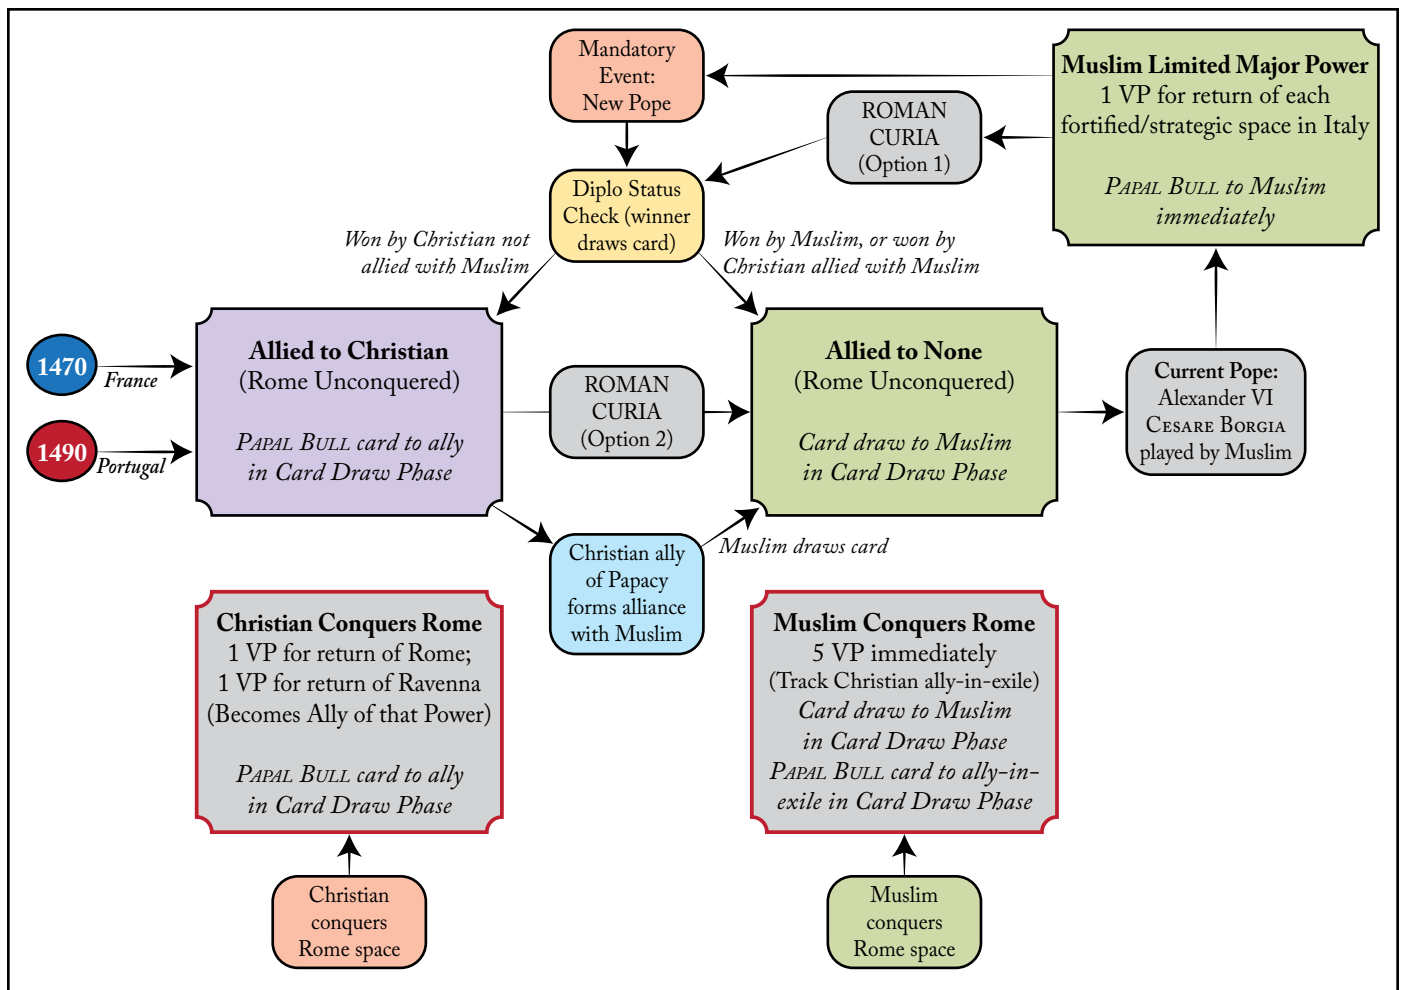 Mandatory
Event:
New Pope
Muslim Limited Major Power
1 VP for return of each
fortified/strategic space in Italy
PAPAL BULL to Muslim
immediately
ROMAN
CURIA
(Option 1)
Diplo Status
Check (winner
draws card)
Won by Christian not
allied with Muslim
Won by Muslim, or won by
Christian allied with Muslim
1470
France
1490
Portugal
Allied to Christian
(Rome Unconquered)
PAPAL BULL card to ally
in Card Draw Phase
ROMAN
CURIA
(Option 2)
Allied to None
(Rome Unconquered)
Card draw to Muslim
in Card Draw Phase
Current Pope:
Alexander VI
CESARE BORGIA
played by Muslim
Christian ally
of Papacy
forms alliance
with Muslim
Muslim draws card
Christian Conquers Rome
1 VP for return of Rome;
1 VP for return of Ravenna
(Becomes Ally of that Power)
PAPAL BULL card to ally
in Card Draw Phase
Muslim Conquers Rome
5 VP immediately
(Track Christian ally-in-exile)
Card draw to Muslim
in Card Draw Phase
PAPAL BULL card to ally-in-
exile in Card Draw Phase
Christian
conquers
Rome space
Muslim
conquers
Rome space